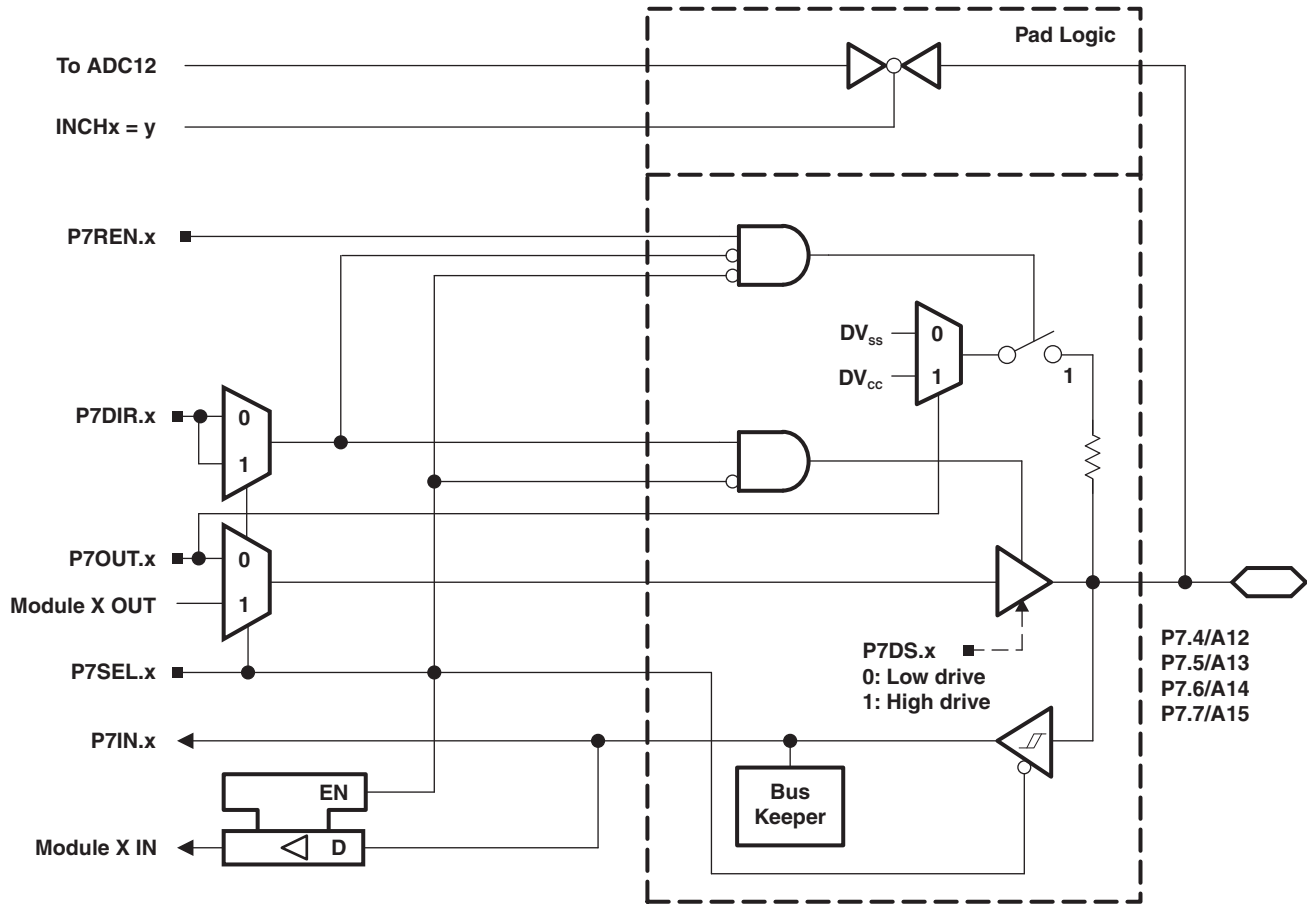 Pad Logic
To ADC12
INCHx = y
P7REN.x
DVSS
0
DVCC
1
1
P7DIR.x
0
1
P7OUT.x
0
Module X OUT
1
P7SEL.x
P7DS.x
0: Low drive
1: High drive
P7.4/A12
P7.5/A13
P7.6/A14
P7.7/A15
P7IN.x
EN
Bus
Keeper
Module X IN
D